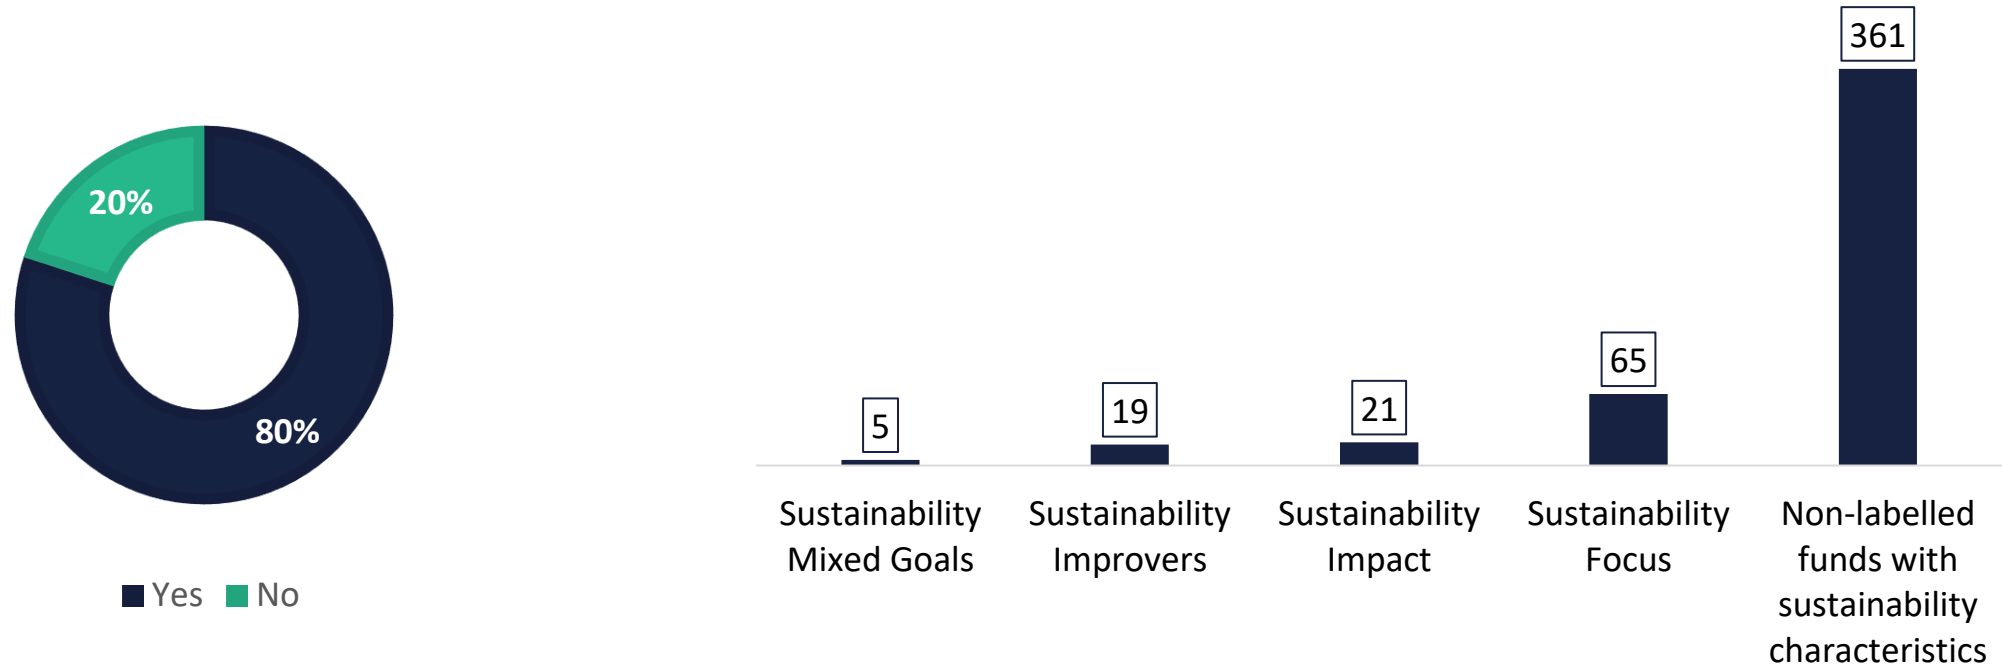 20%
80%
Yes
No
5
19
21
65
361
Sustainability
Mixed Goals
Sustainability
Improvers
Sustainability
Impact
Sustainability
Focus
Non-labelled
funds with
sustainability
characteristics